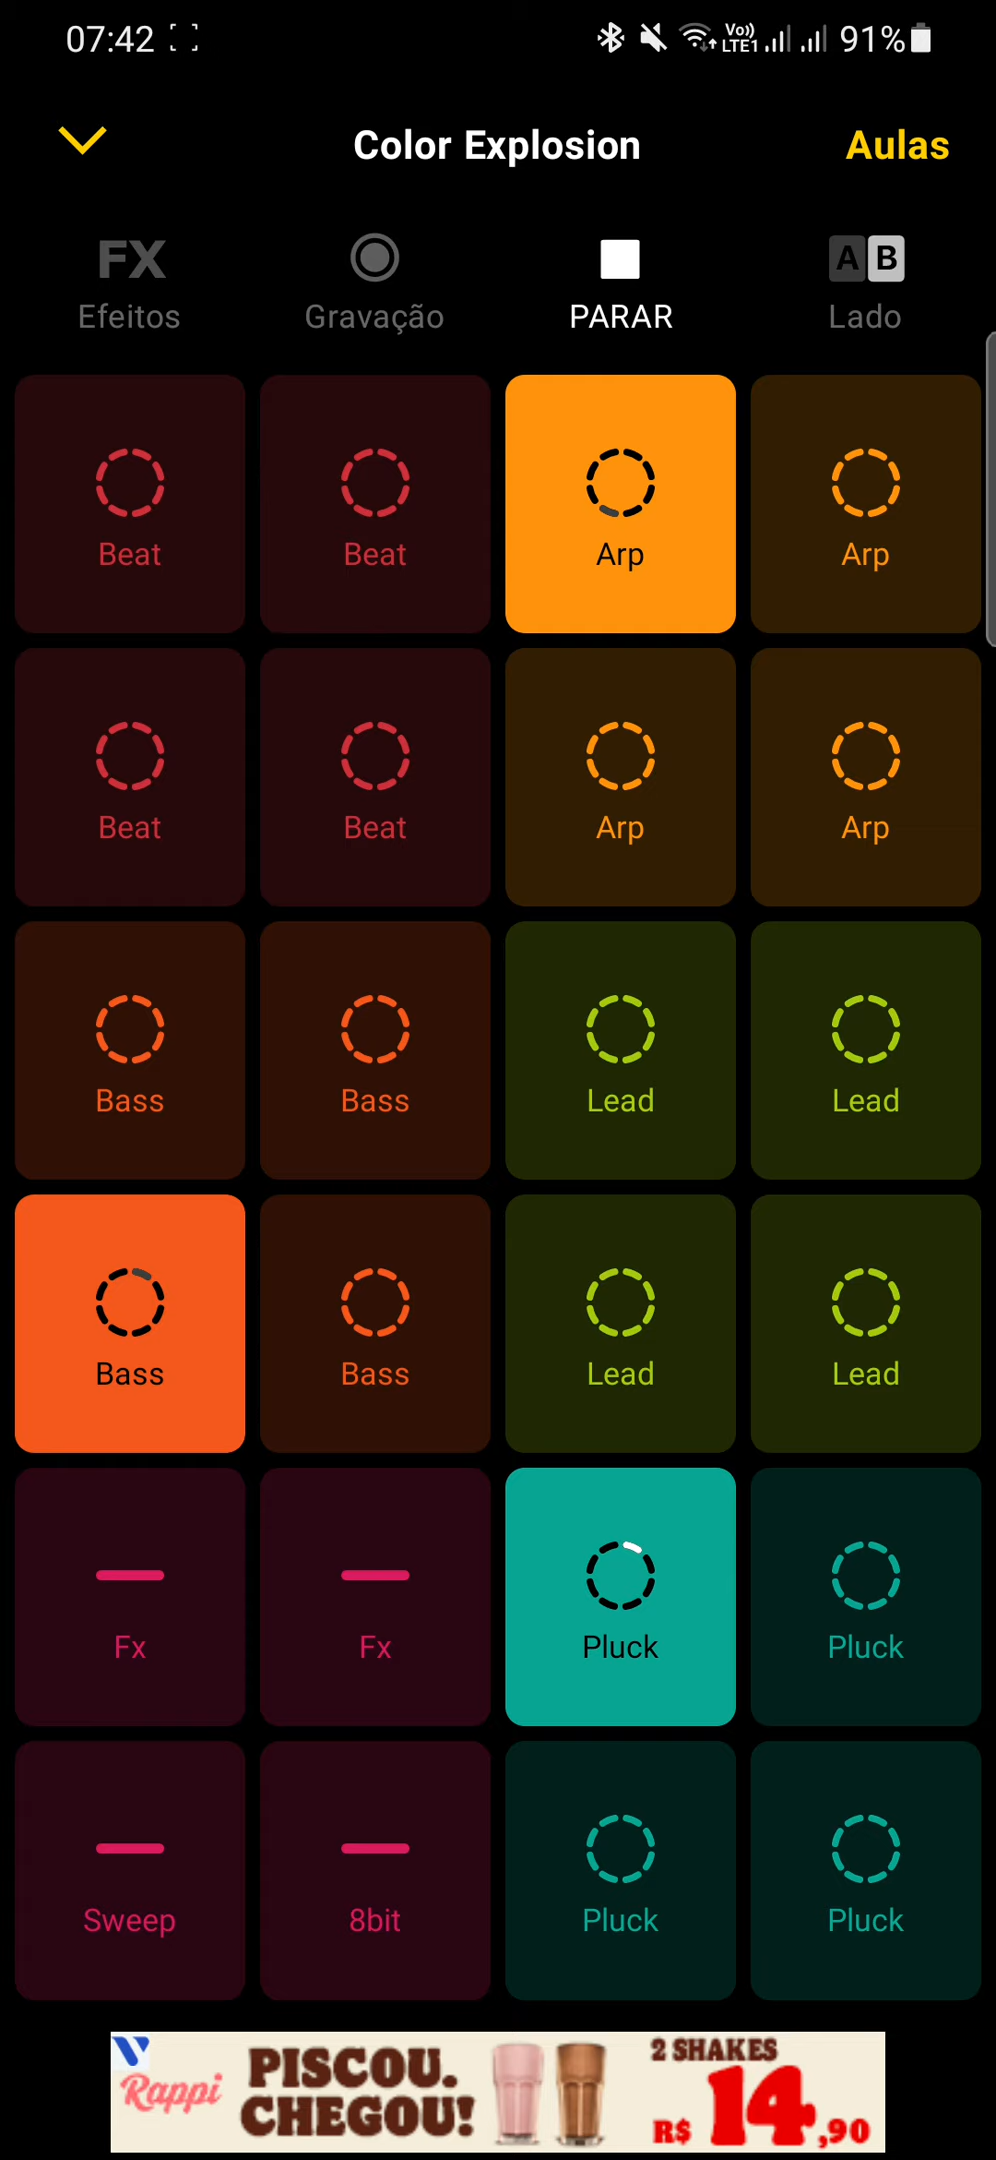 07:42 Vo)) LTE1 91%
Color Explosion Aulas
FX A B
Efeitos Gravação PARAR Lado
Beat Beat Arp Arp
Beat Beat Arp Arp
Bass Bass Lead Lead
Bass Bass Lead Lead
Fx Fx Pluck Pluck
Sweep 8bit Pluck Pluck
Rappi
PISCOU.
CHEGOU!
2 SHAKES
R$ 14,90